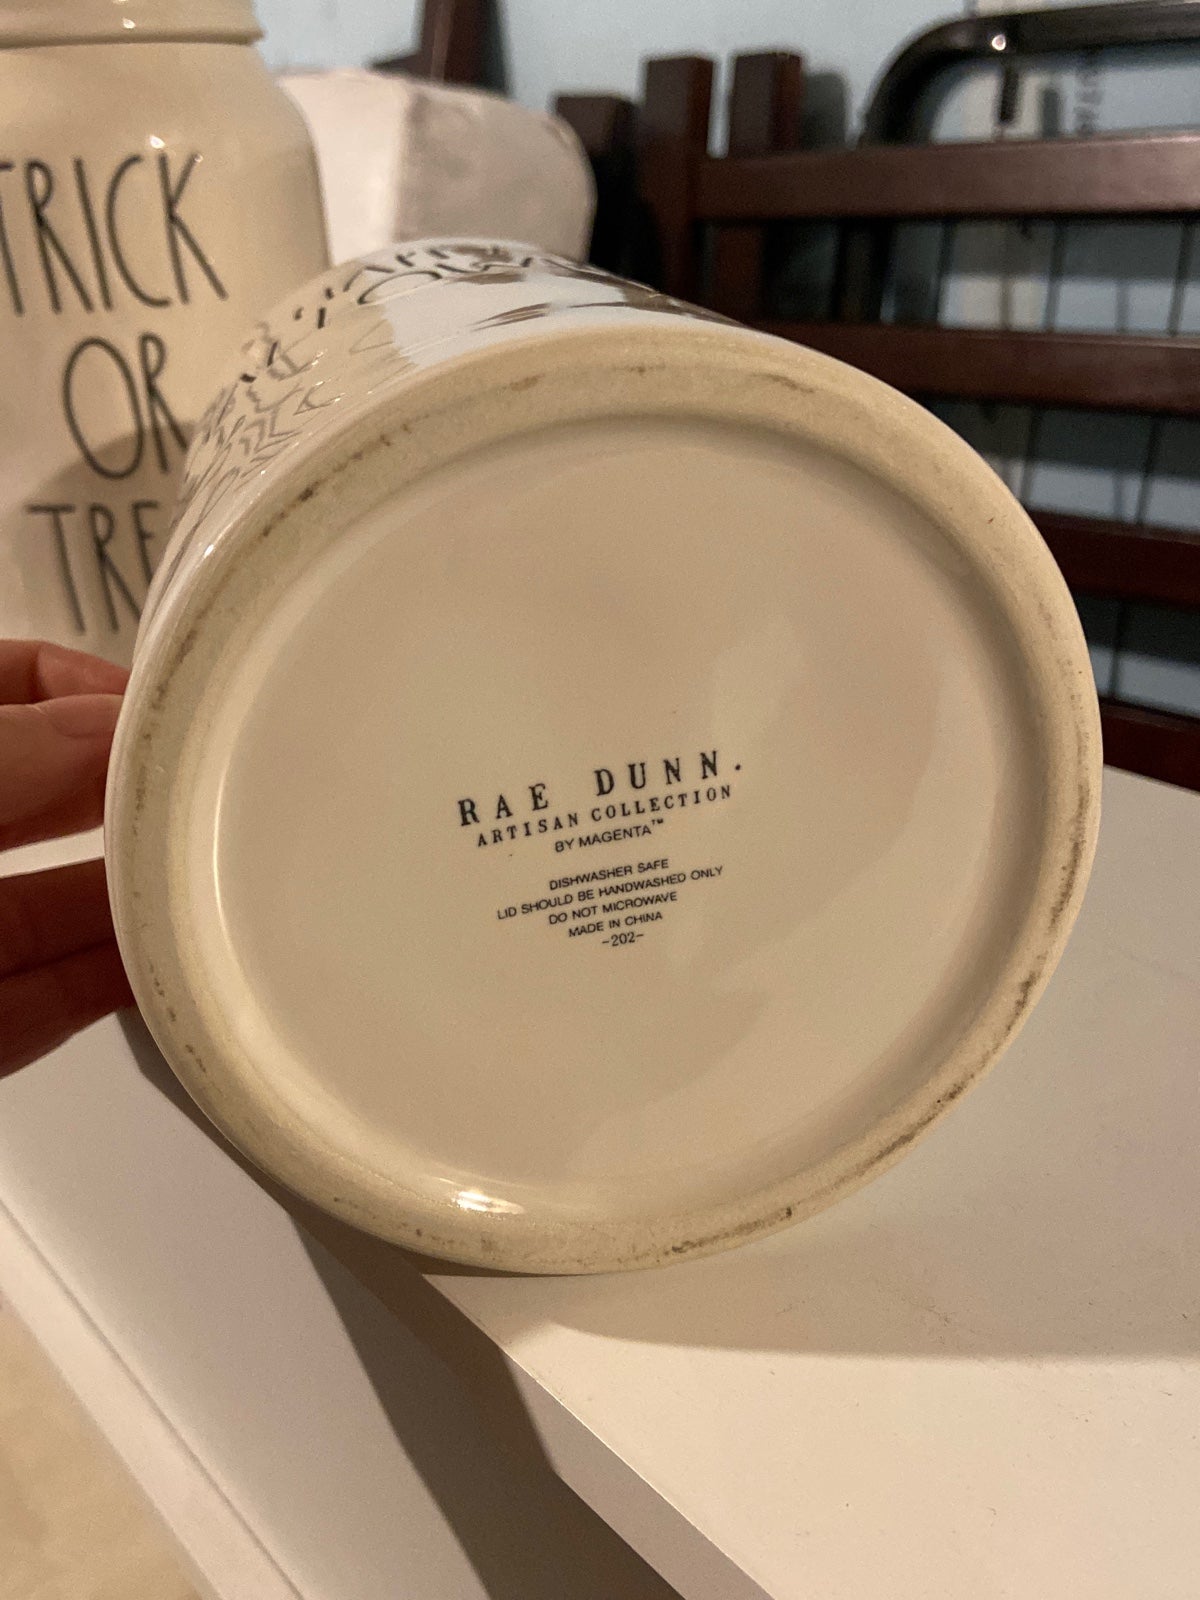 TRICK
OR
TRE
RAE DUNN.
ARTISAN COLLECTION
BY MAGENTA™
DISHWASHER SAFE
LID SHOULD BE HANDWASHED ONLY
DO NOT MICROWAVE
MADE IN CHINA
-202-